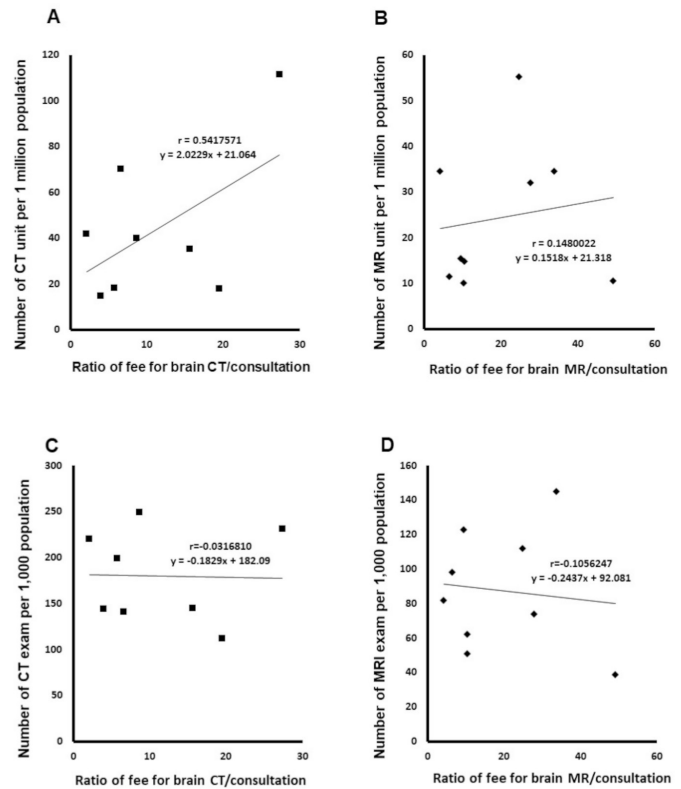 A
Number of CT unit per 1 million population
120
100
80
60
40
20
0
r = 0.5417571
y = 2.0229x + 21.064
0
10
20
30
Ratio of fee for brain CT/consultation
B
Number of MR unit per 1 million population
60
50
40
30
20
10
0
r = 0.1480022
y = 0.1518x + 21.318
0
20
40
60
Ratio of fee for brain MR/consultation
C
Number of CT exam per 1,000 population
300
250
200
150
100
50
0
r=-0.0316810
y = -0.1829x + 182.09
0
10
20
30
Ratio of fee for brain CT/consultation
D
Number of MRI exam per 1,000 population
160
140
120
100
80
60
40
20
0
r=-0.1056247
y = -0.2437x + 92.081
0
20
40
60
Ratio of fee for brain MR/consultation